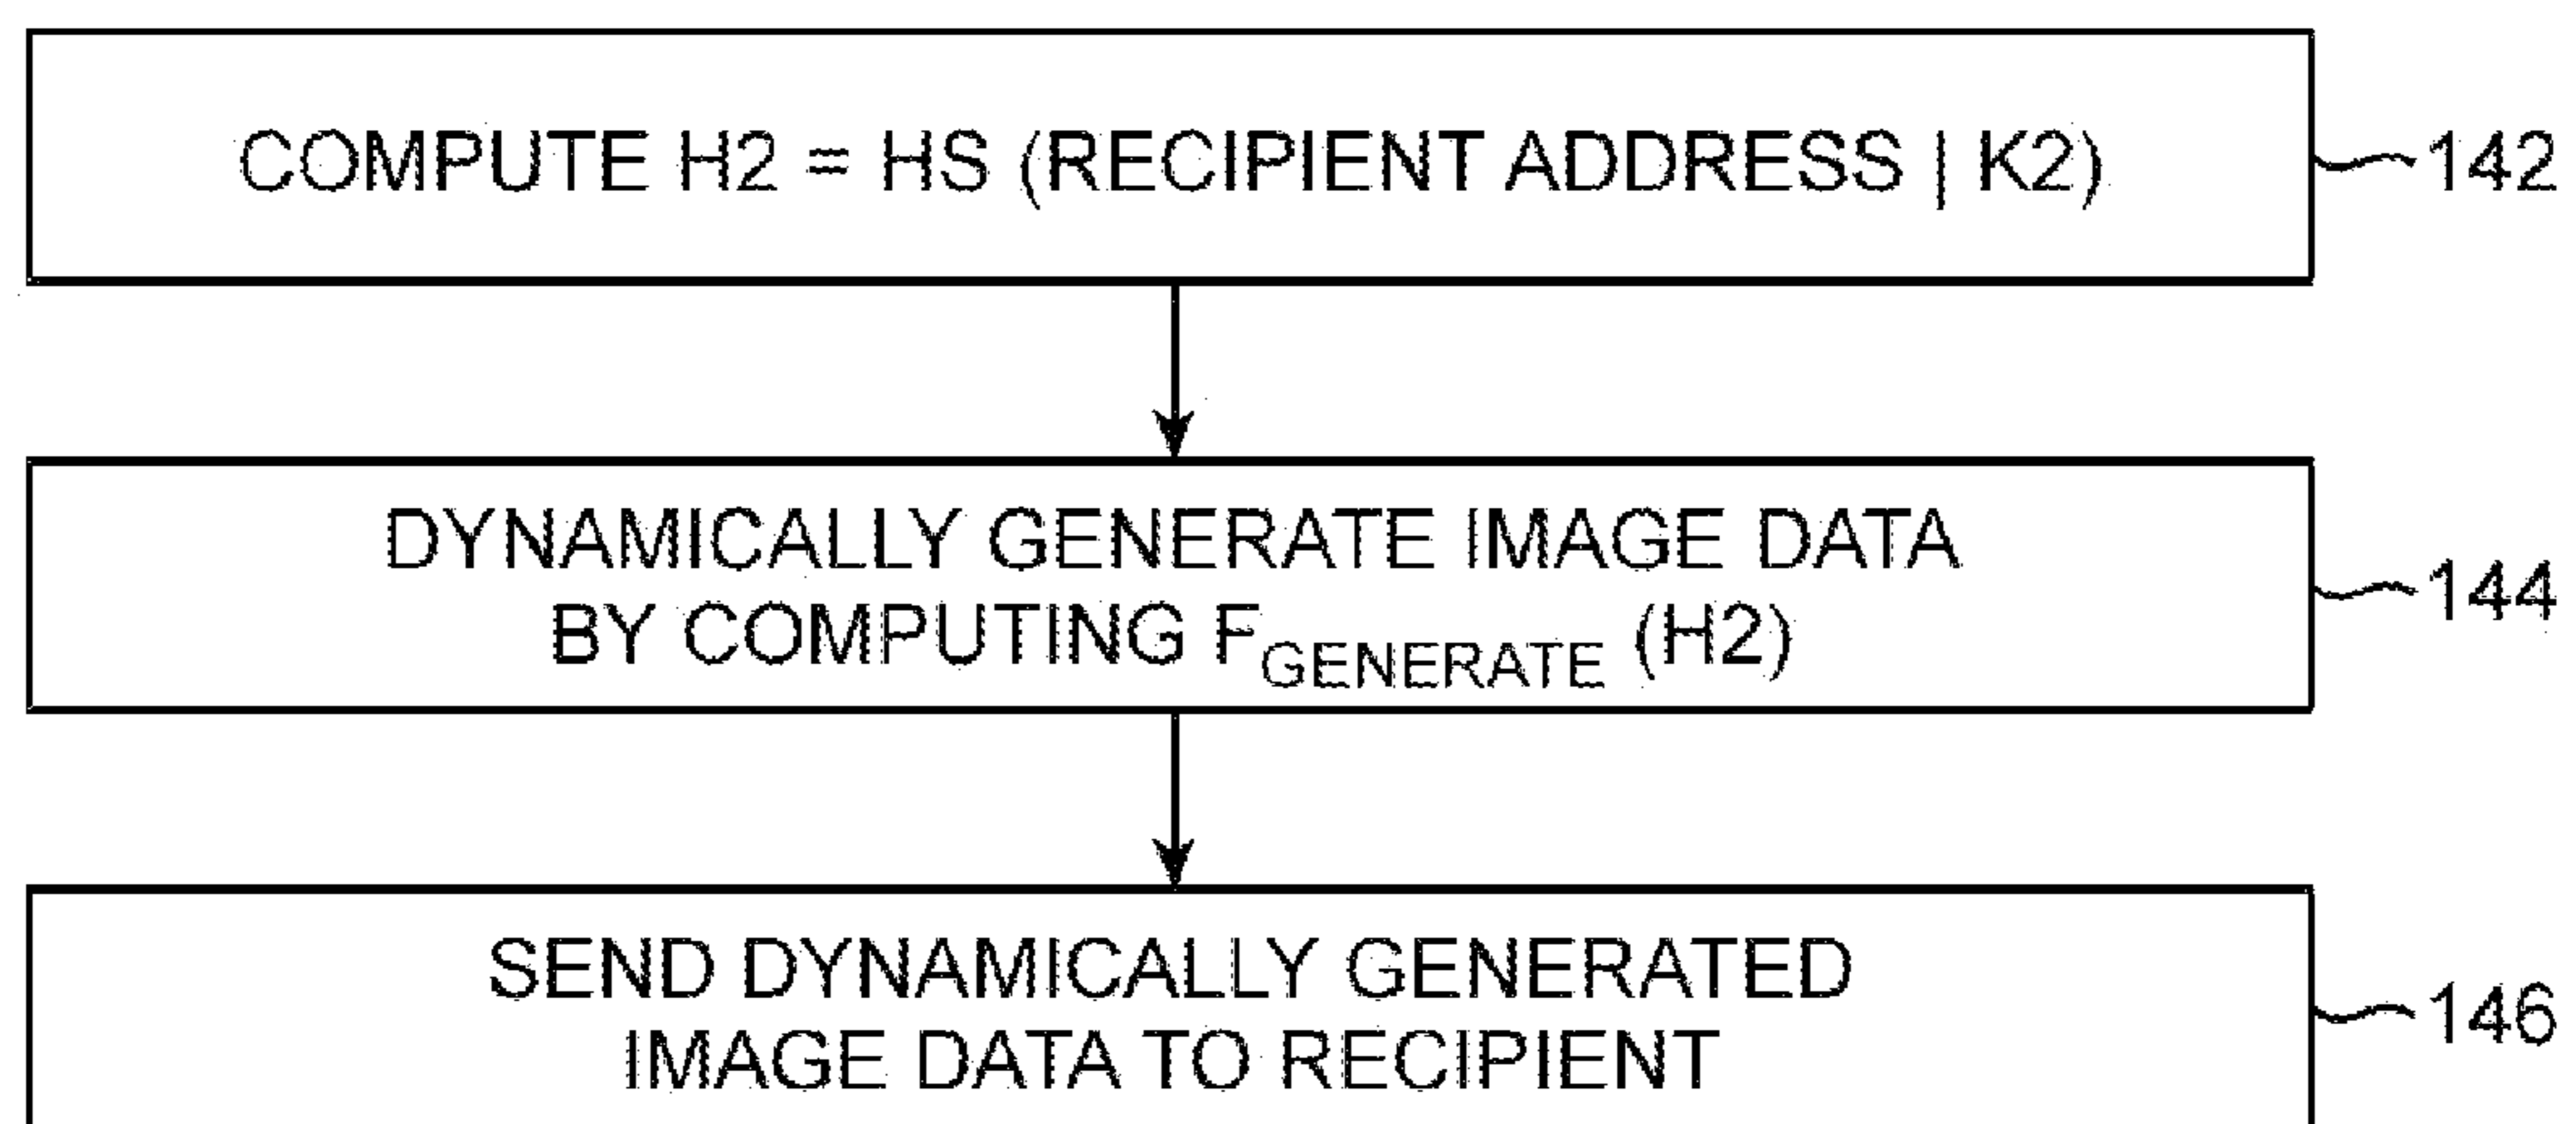 COMPUTE H2 = HS (RECIPIENT ADDRESS | K2)
142
DYNAMICALLY GENERATE IMAGE DATA
BY COMPUTING F_GENERATE (H2)
144
SEND DYNAMICALLY GENERATED
IMAGE DATA TO RECIPIENT
146